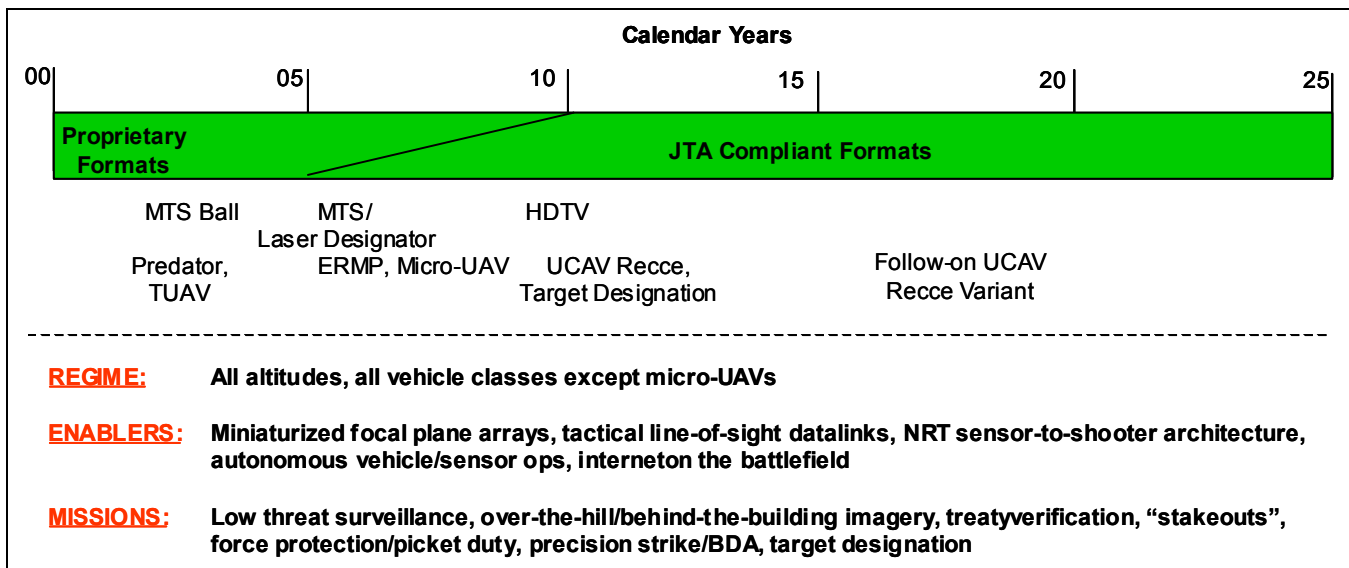 Calendar Years
00 05 10 15 20 25
Proprietary
Formats
JTA Compliant Formats
MTS Ball
MTS/
Laser Designator
HDTV
Predator,
TUAV
ERMP, Micro-UAV
UCAV Recce,
Target Designation
Follow-on UCAV
Recce Variant
REGIME: All altitudes, all vehicle classes except micro-UAVs
ENABLERS: Miniaturized focal plane arrays, tactical line-of-sight datalinks, NRT sensor-to-shooter architecture,
autonomous vehicle/sensor ops, interneton the battlefield
MISSIONS: Low threat surveillance, over-the-hill/behind-the-building imagery, treatyverification, “stakeouts”,
force protection/picket duty, precision strike/BDA, target designation